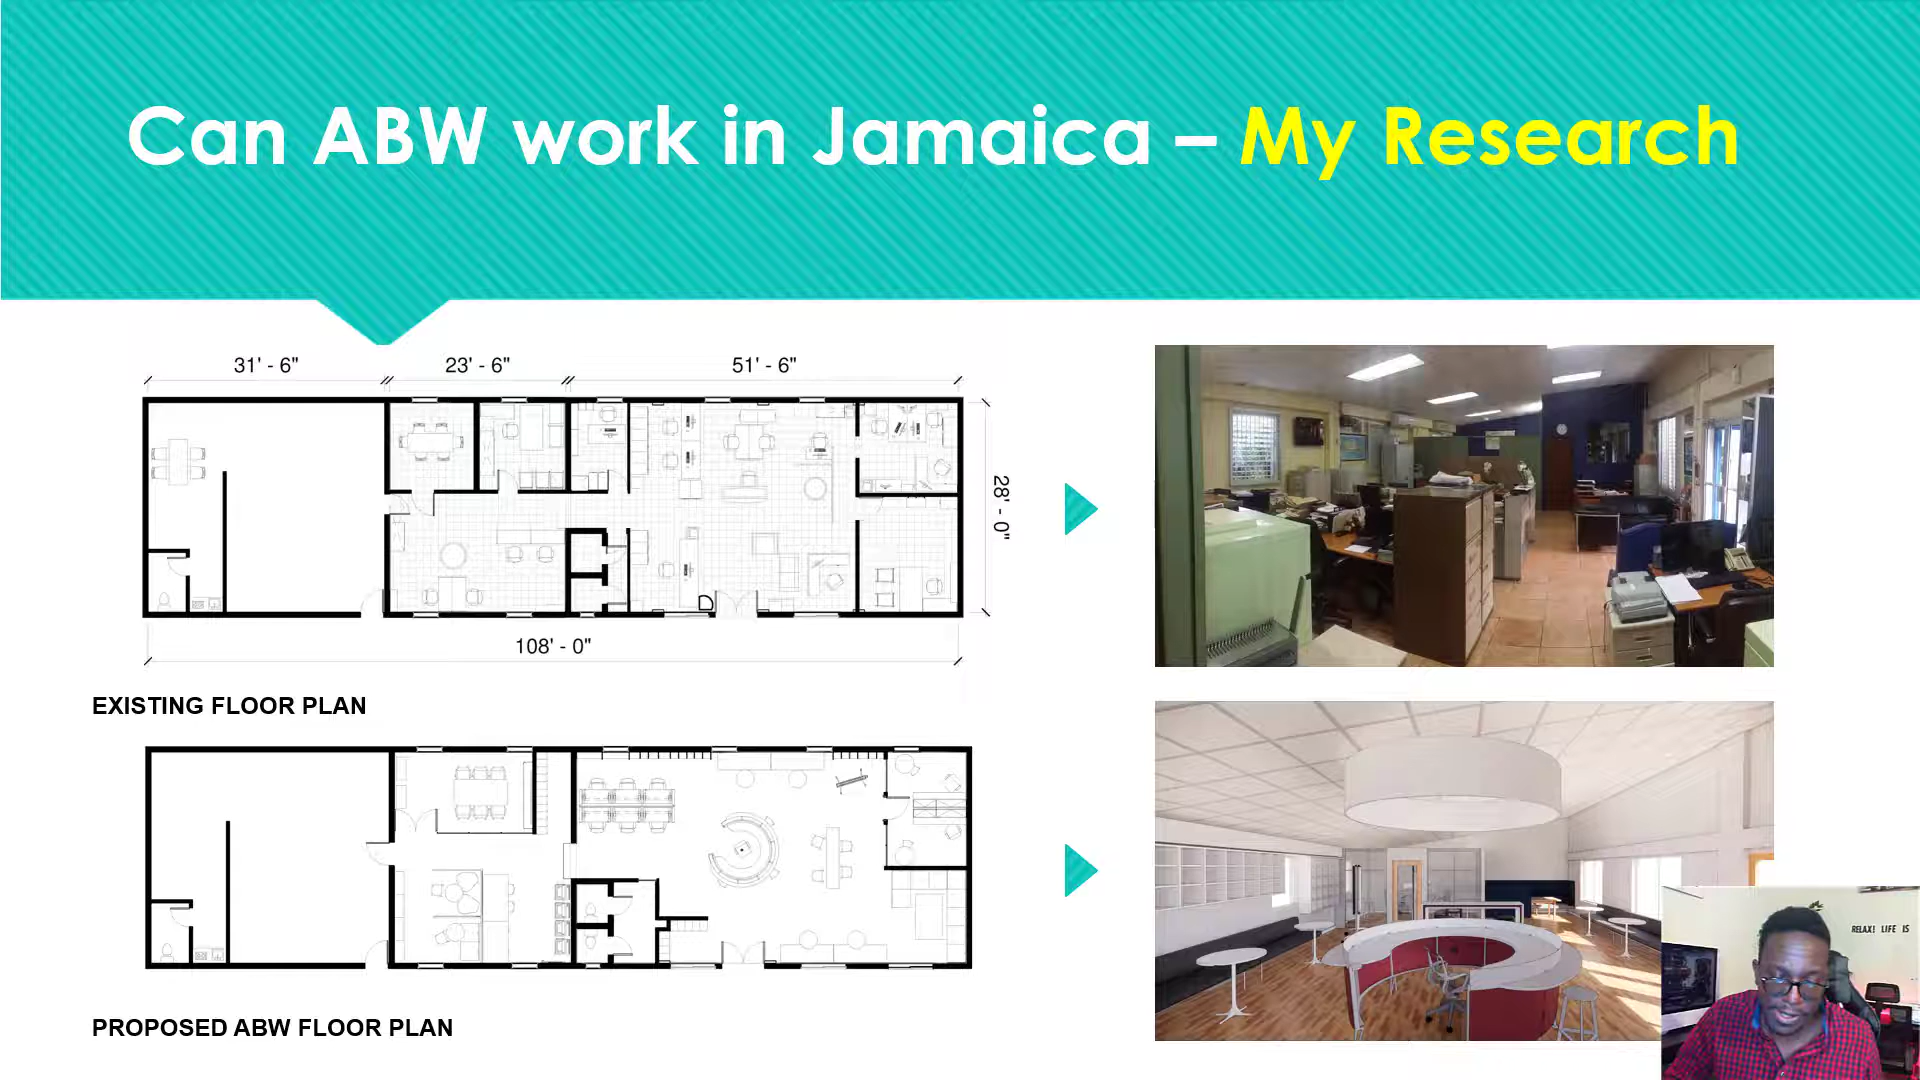 Can ABW work in Jamaica – My Research
31' - 6" 23' - 6" 51' - 6"
28' - 0"
108' - 0"
EXISTING FLOOR PLAN
PROPOSED ABW FLOOR PLAN
RELAX! LIFE IS